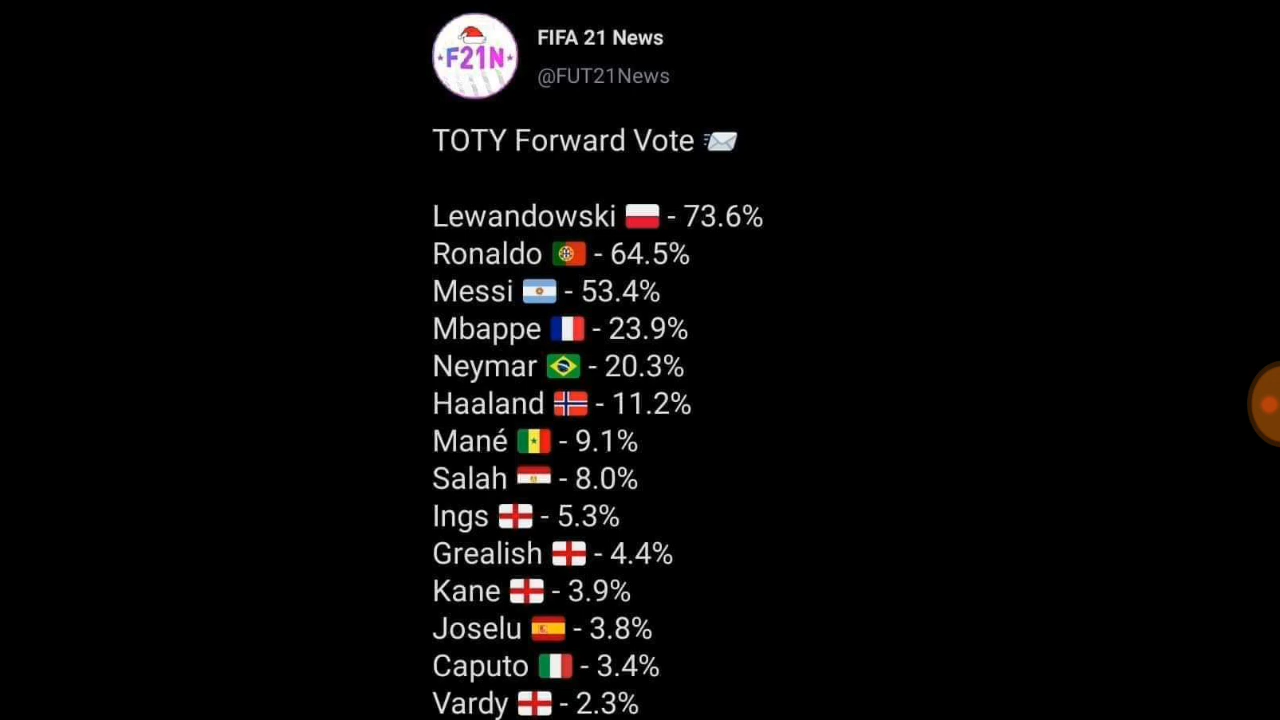 F21N
FIFA 21 News
@FUT21News
TOTY Forward Vote 📨
Lewandowski 🇵🇱 - 73.6%
Ronaldo 🇵🇹 - 64.5%
Messi 🇦🇷 - 53.4%
Mbappe 🇫🇷 - 23.9%
Neymar 🇧🇷 - 20.3%
Haaland 🇳🇴 - 11.2%
Mané 🇸🇳 - 9.1%
Salah 🇪🇬 - 8.0%
Ings 🏴󠁧󠁢󠁥󠁮󠁧󠁿 - 5.3%
Grealish 🏴󠁧󠁢󠁥󠁮󠁧󠁿 - 4.4%
Kane 🏴󠁧󠁢󠁥󠁮󠁧󠁿 - 3.9%
Joselu 🇪🇸 - 3.8%
Caputo 🇮🇹 - 3.4%
Vardy 🏴󠁧󠁢󠁥󠁮󠁧󠁿 - 2.3%